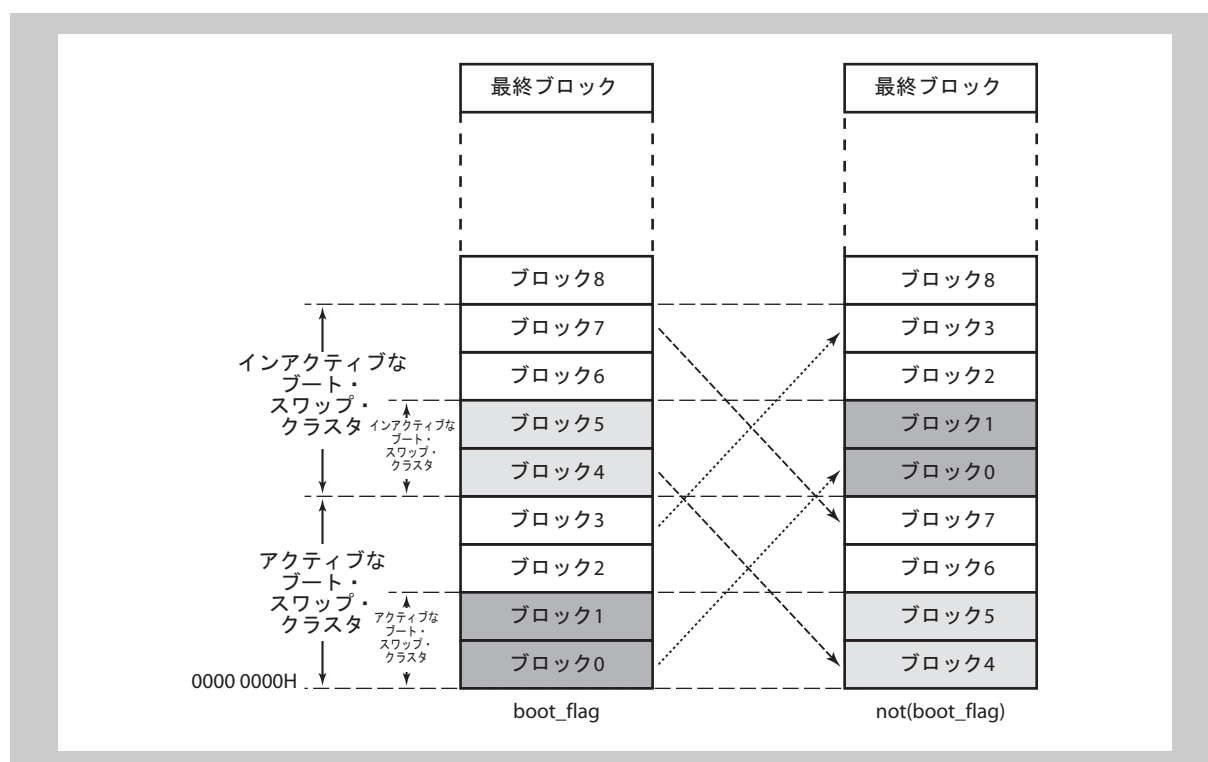 最終ブロック
最終ブロック
ブロック8
ブロック8
ブロック7
ブロック3
インアクティブな
ブート・
スワップ・
クラスタ
ブロック6
ブロック2
インアクティブな
ブート・
スワップ・
クラスタ
ブロック5
ブロック1
ブロック4
ブロック0
ブロック3
ブロック7
アクティブな
ブート・
スワップ・
クラスタ
ブロック2
ブロック6
アクティブな
ブート・
スワップ・
クラスタ
ブロック1
ブロック5
ブロック0
ブロック4
0000 0000H
boot_flag
not(boot_flag)